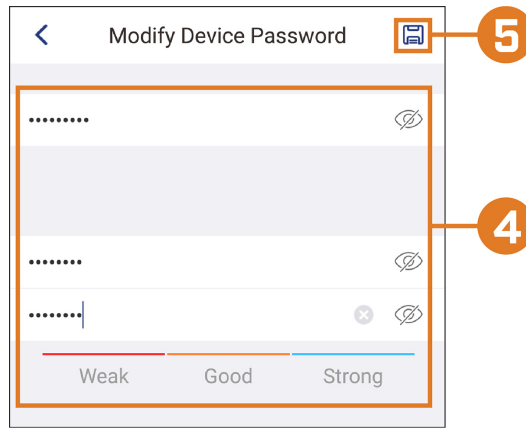 Modify Device Password
5
•••••••••
4
••••••••
••••••••
Weak Good Strong